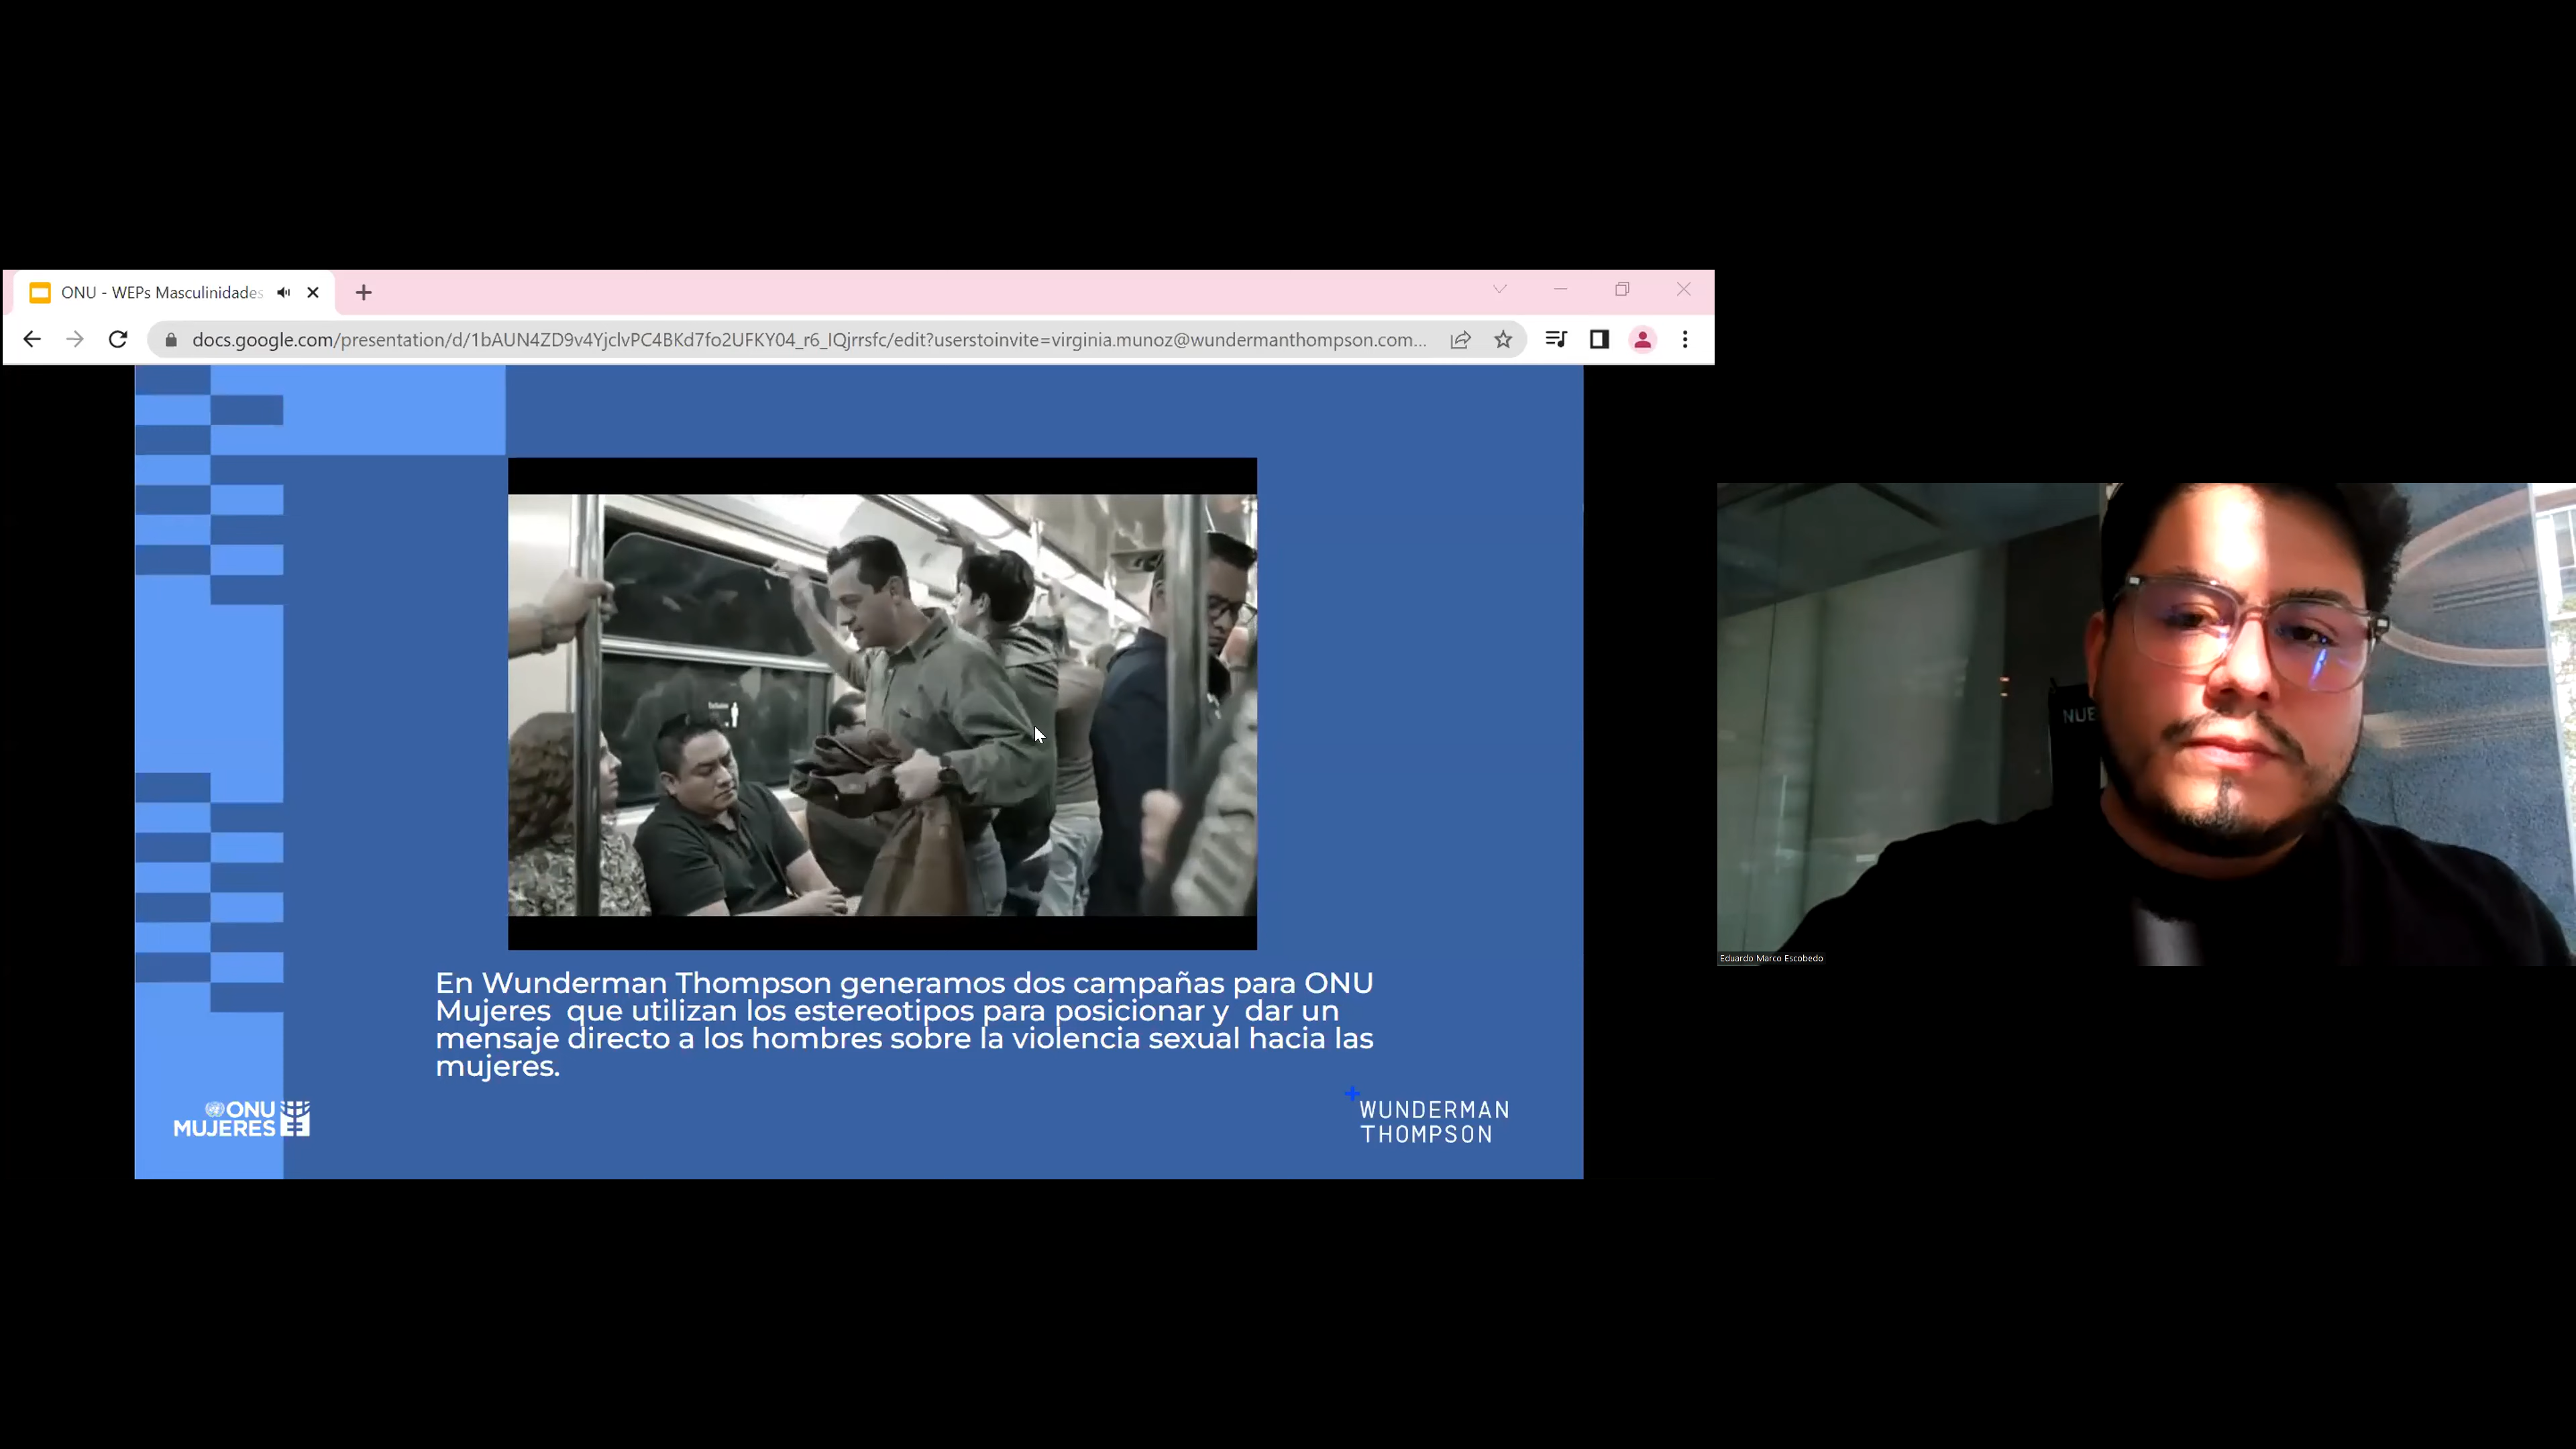 ONU - WEPs Masculinidades
docs.google.com/presentation/d/1bAUN4ZD9v4YjclvPC4BKd7fo2UFKY04_r6_IQjrrsfc/edit?userstoinvite=virginia.munoz@wundermanthompson.com...
En Wunderman Thompson generamos dos campañas para ONU
Mujeres que utilizan los estereotipos para posicionar y dar un
mensaje directo a los hombres sobre la violencia sexual hacia las
mujeres.
ONU
MUJERES
WUNDERMAN
THOMPSON
NUE
Eduardo Marco Escobedo